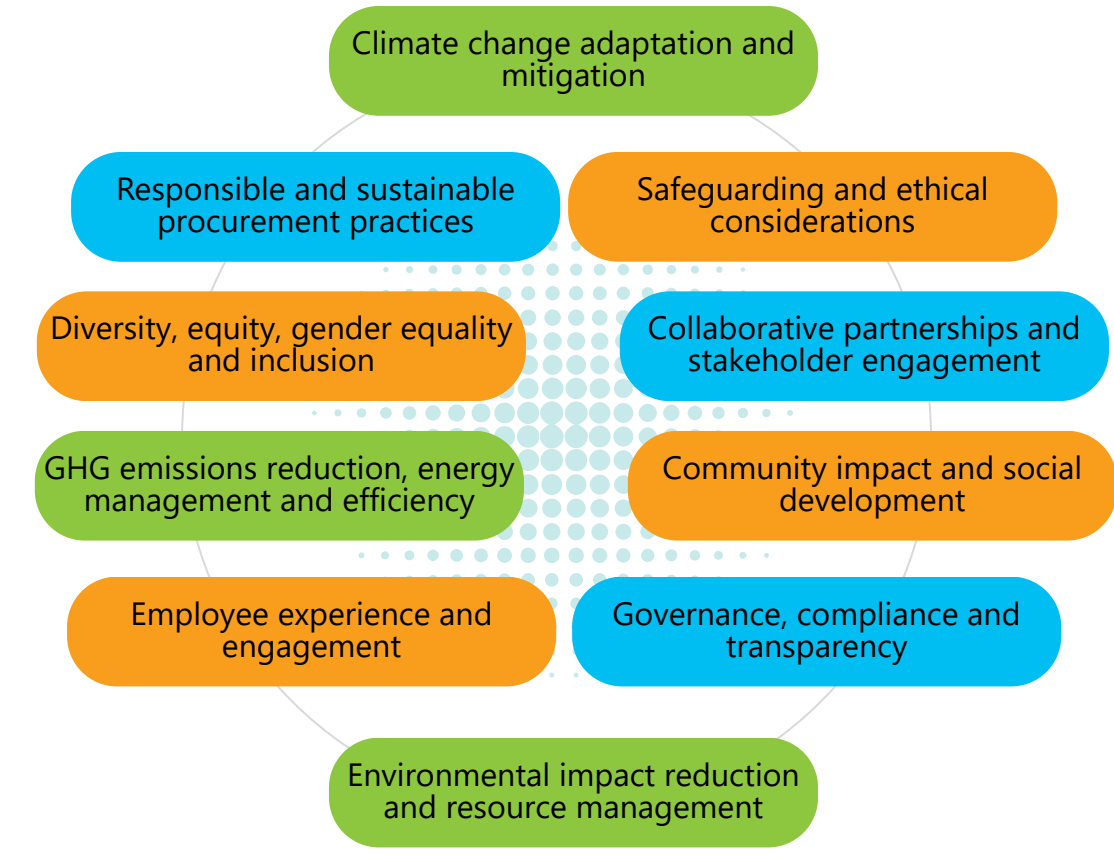 Climate change adaptation and
mitigation
Responsible and sustainable
procurement practices
Safeguarding and ethical
considerations
Diversity, equity, gender equality
and inclusion
Collaborative partnerships and
stakeholder engagement
GHG emissions reduction, energy
management and efficiency
Community impact and social
development
Employee experience and
engagement
Governance, compliance and
transparency
Environmental impact reduction
and resource management